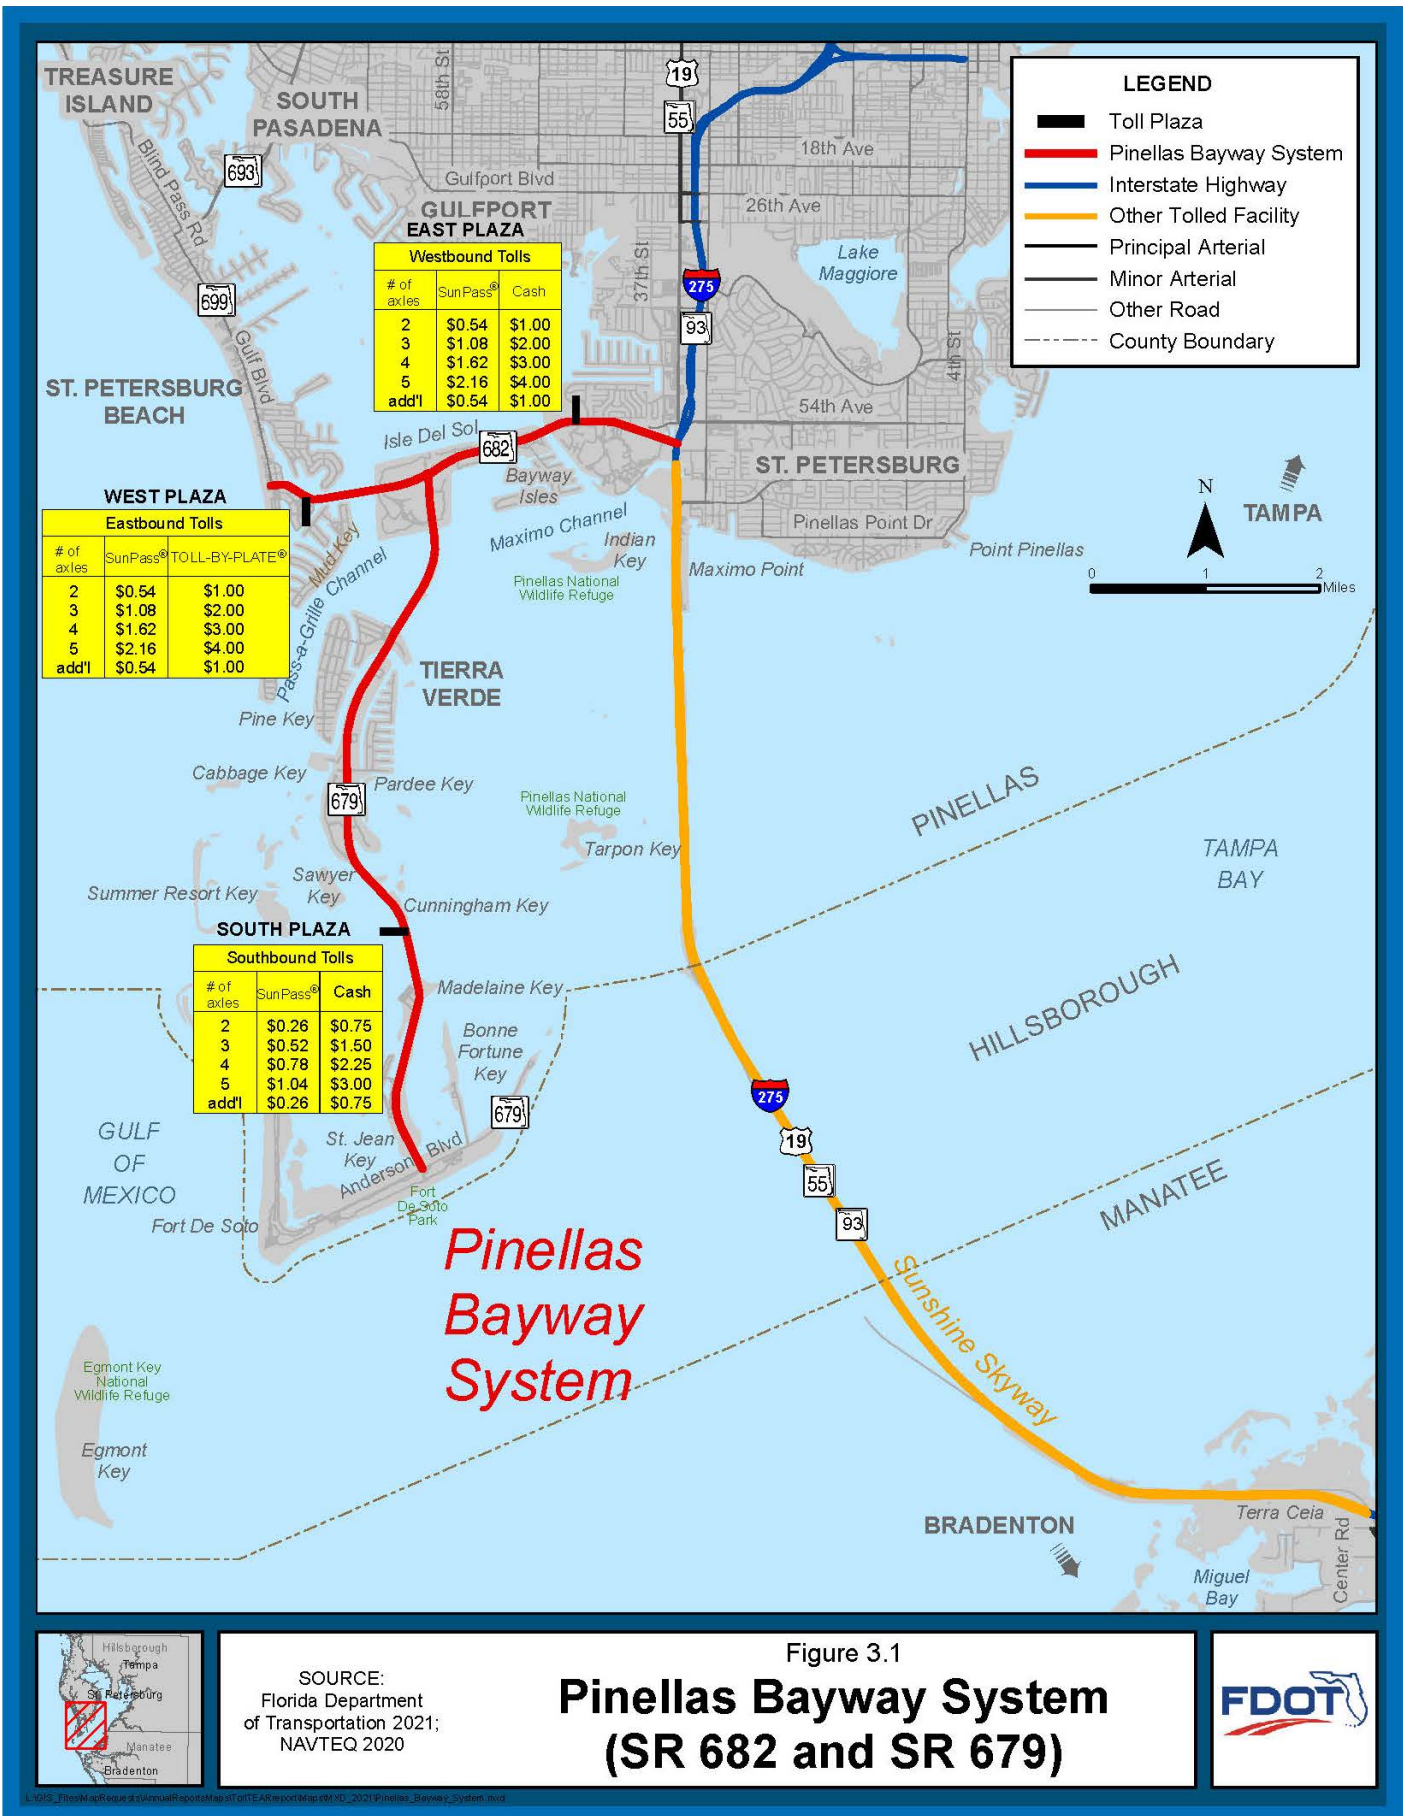 TREASURE
ISLAND
SOUTH
PASADENA
58th St
19
55
693
Blind Pass Rd
Gulfport Blvd
GULFPORT
18th Ave
26th Ave
Lake
Maggiore
37th St
275
93
4th St
699
Gulf Blvd
ST. PETERSBURG
BEACH
54th Ave
ST. PETERSBURG
Pinellas Point Dr
Point Pinellas
Maximo Point
LEGEND
Toll Plaza
Pinellas Bayway System
Interstate Highway
Other Tolled Facility
Principal Arterial
Minor Arterial
Other Road
County Boundary
EAST PLAZA
Westbound Tolls
# of axles SunPass® Cash
2 $0.54 $1.00
3 $1.08 $2.00
4 $1.62 $3.00
5 $2.16 $4.00
add'l $0.54 $1.00
Isle Del Sol
682
Bayway
Isles
Maximo Channel
Indian
Key
Pinellas National
Wildlife Refuge
WEST PLAZA
Eastbound Tolls
# of axles SunPass® TOLL-BY-PLATE®
2 $0.54 $1.00
3 $1.08 $2.00
4 $1.62 $3.00
5 $2.16 $4.00
add'l $0.54 $1.00
Mud Key
Pass-a-Grille Channel
N
TAMPA
0 1 2
Miles
TIERRA
VERDE
Pine Key
Cabbage Key
Pardee Key
679
Pinellas National
Wildlife Refuge
Tarpon Key
PINELLAS
TAMPA
BAY
Summer Resort Key
Sawyer
Key
Cunningham Key
SOUTH PLAZA
Southbound Tolls
# of axles SunPass® Cash
2 $0.26 $0.75
3 $0.52 $1.50
4 $0.78 $2.25
5 $1.04 $3.00
add'l $0.26 $0.75
Madelaine Key
Bonne
Fortune
Key
679
HILLSBOROUGH
275
19
55
93
MANATEE
GULF
OF
MEXICO
St. Jean
Key
Anderson Blvd
Fort
De Soto
Park
Fort De Soto
Pinellas
Bayway
System
Sunshine Skyway
Egmont Key
National
Wildlife Refuge
Egmont
Key
BRADENTON
Terra Ceia
Center Rd
Miguel
Bay
Hillsborough
Tampa
St. Petersburg
Manatee
Bradenton
SOURCE:
Florida Department
of Transportation 2021;
NAVTEQ 2020
Figure 3.1
Pinellas Bayway System
(SR 682 and SR 679)
FDOT